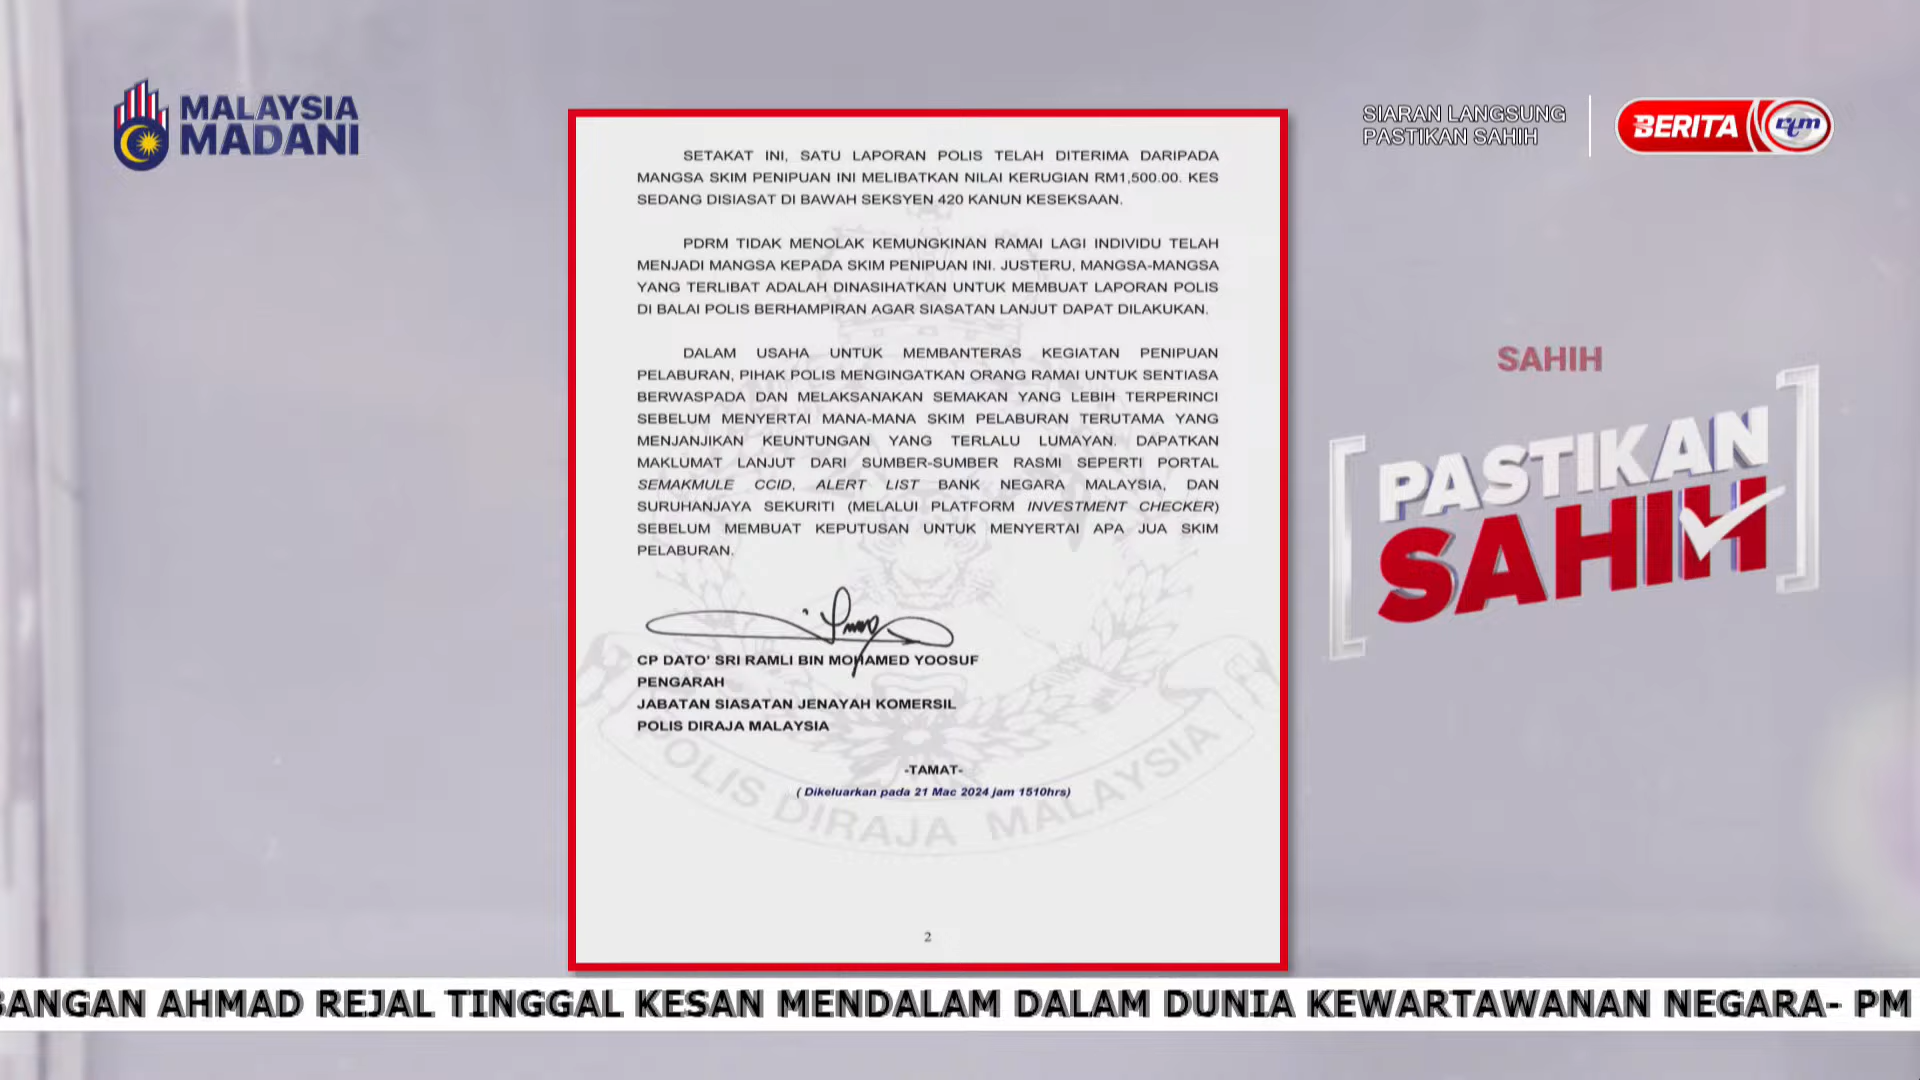 MALAYSIA
MADANI
SIARAN LANGSUNG
PASTIKAN SAHIH
BERITA rtm
SETAKAT INI, SATU LAPORAN POLIS TELAH DITERIMA DARIPADA
MANGSA SKIM PENIPUAN INI MELIBATKAN NILAI KERUGIAN RM1,500.00. KES
SEDANG DISIASAT DI BAWAH SEKSYEN 420 KANUN KESEKSAAN.
PDRM TIDAK MENOLAK KEMUNGKINAN RAMAI LAGI INDIVIDU TELAH
MENJADI MANGSA KEPADA SKIM PENIPUAN INI. JUSTERU, MANGSA-MANGSA
YANG TERLIBAT ADALAH DINASIHATKAN UNTUK MEMBUAT LAPORAN POLIS
DI BALAI POLIS BERHAMPIRAN AGAR SIASATAN LANJUT DAPAT DILAKUKAN.
DALAM USAHA UNTUK MEMBANTERAS KEGIATAN PENIPUAN
PELABURAN, PIHAK POLIS MENGINGATKAN ORANG RAMAI UNTUK SENTIASA
BERWASPADA DAN MELAKSANAKAN SEMAKAN YANG LEBIH TERPERINCI
SEBELUM MENYERTAI MANA-MANA SKIM PELABURAN TERUTAMA YANG
MENJANJIKAN KEUNTUNGAN YANG TERLALU LUMAYAN. DAPATKAN
MAKLUMAT LANJUT DARI SUMBER-SUMBER RASMI SEPERTI PORTAL
SEMAKMULE CCID, ALERT LIST BANK NEGARA MALAYSIA, DAN
SURUHANJAYA SEKURITI (MELALUI PLATFORM INVESTMENT CHECKER)
SEBELUM MEMBUAT KEPUTUSAN UNTUK MENYERTAI APA JUA SKIM
PELABURAN.
CP DATO' SRI RAMLI BIN MOHAMED YOOSUF
PENGARAH
JABATAN SIASATAN JENAYAH KOMERSIL
POLIS DIRAJA MALAYSIA
-TAMAT-
( Dikeluarkan pada 21 Mac 2024 jam 1510hrs)
POLIS DIRAJA MALAYSIA
2
SAHIH
PASTIKAN
SAHIH
BANGAN AHMAD REJAL TINGGAL KESAN MENDALAM DALAM DUNIA KEWARTAWANAN NEGARA- PM